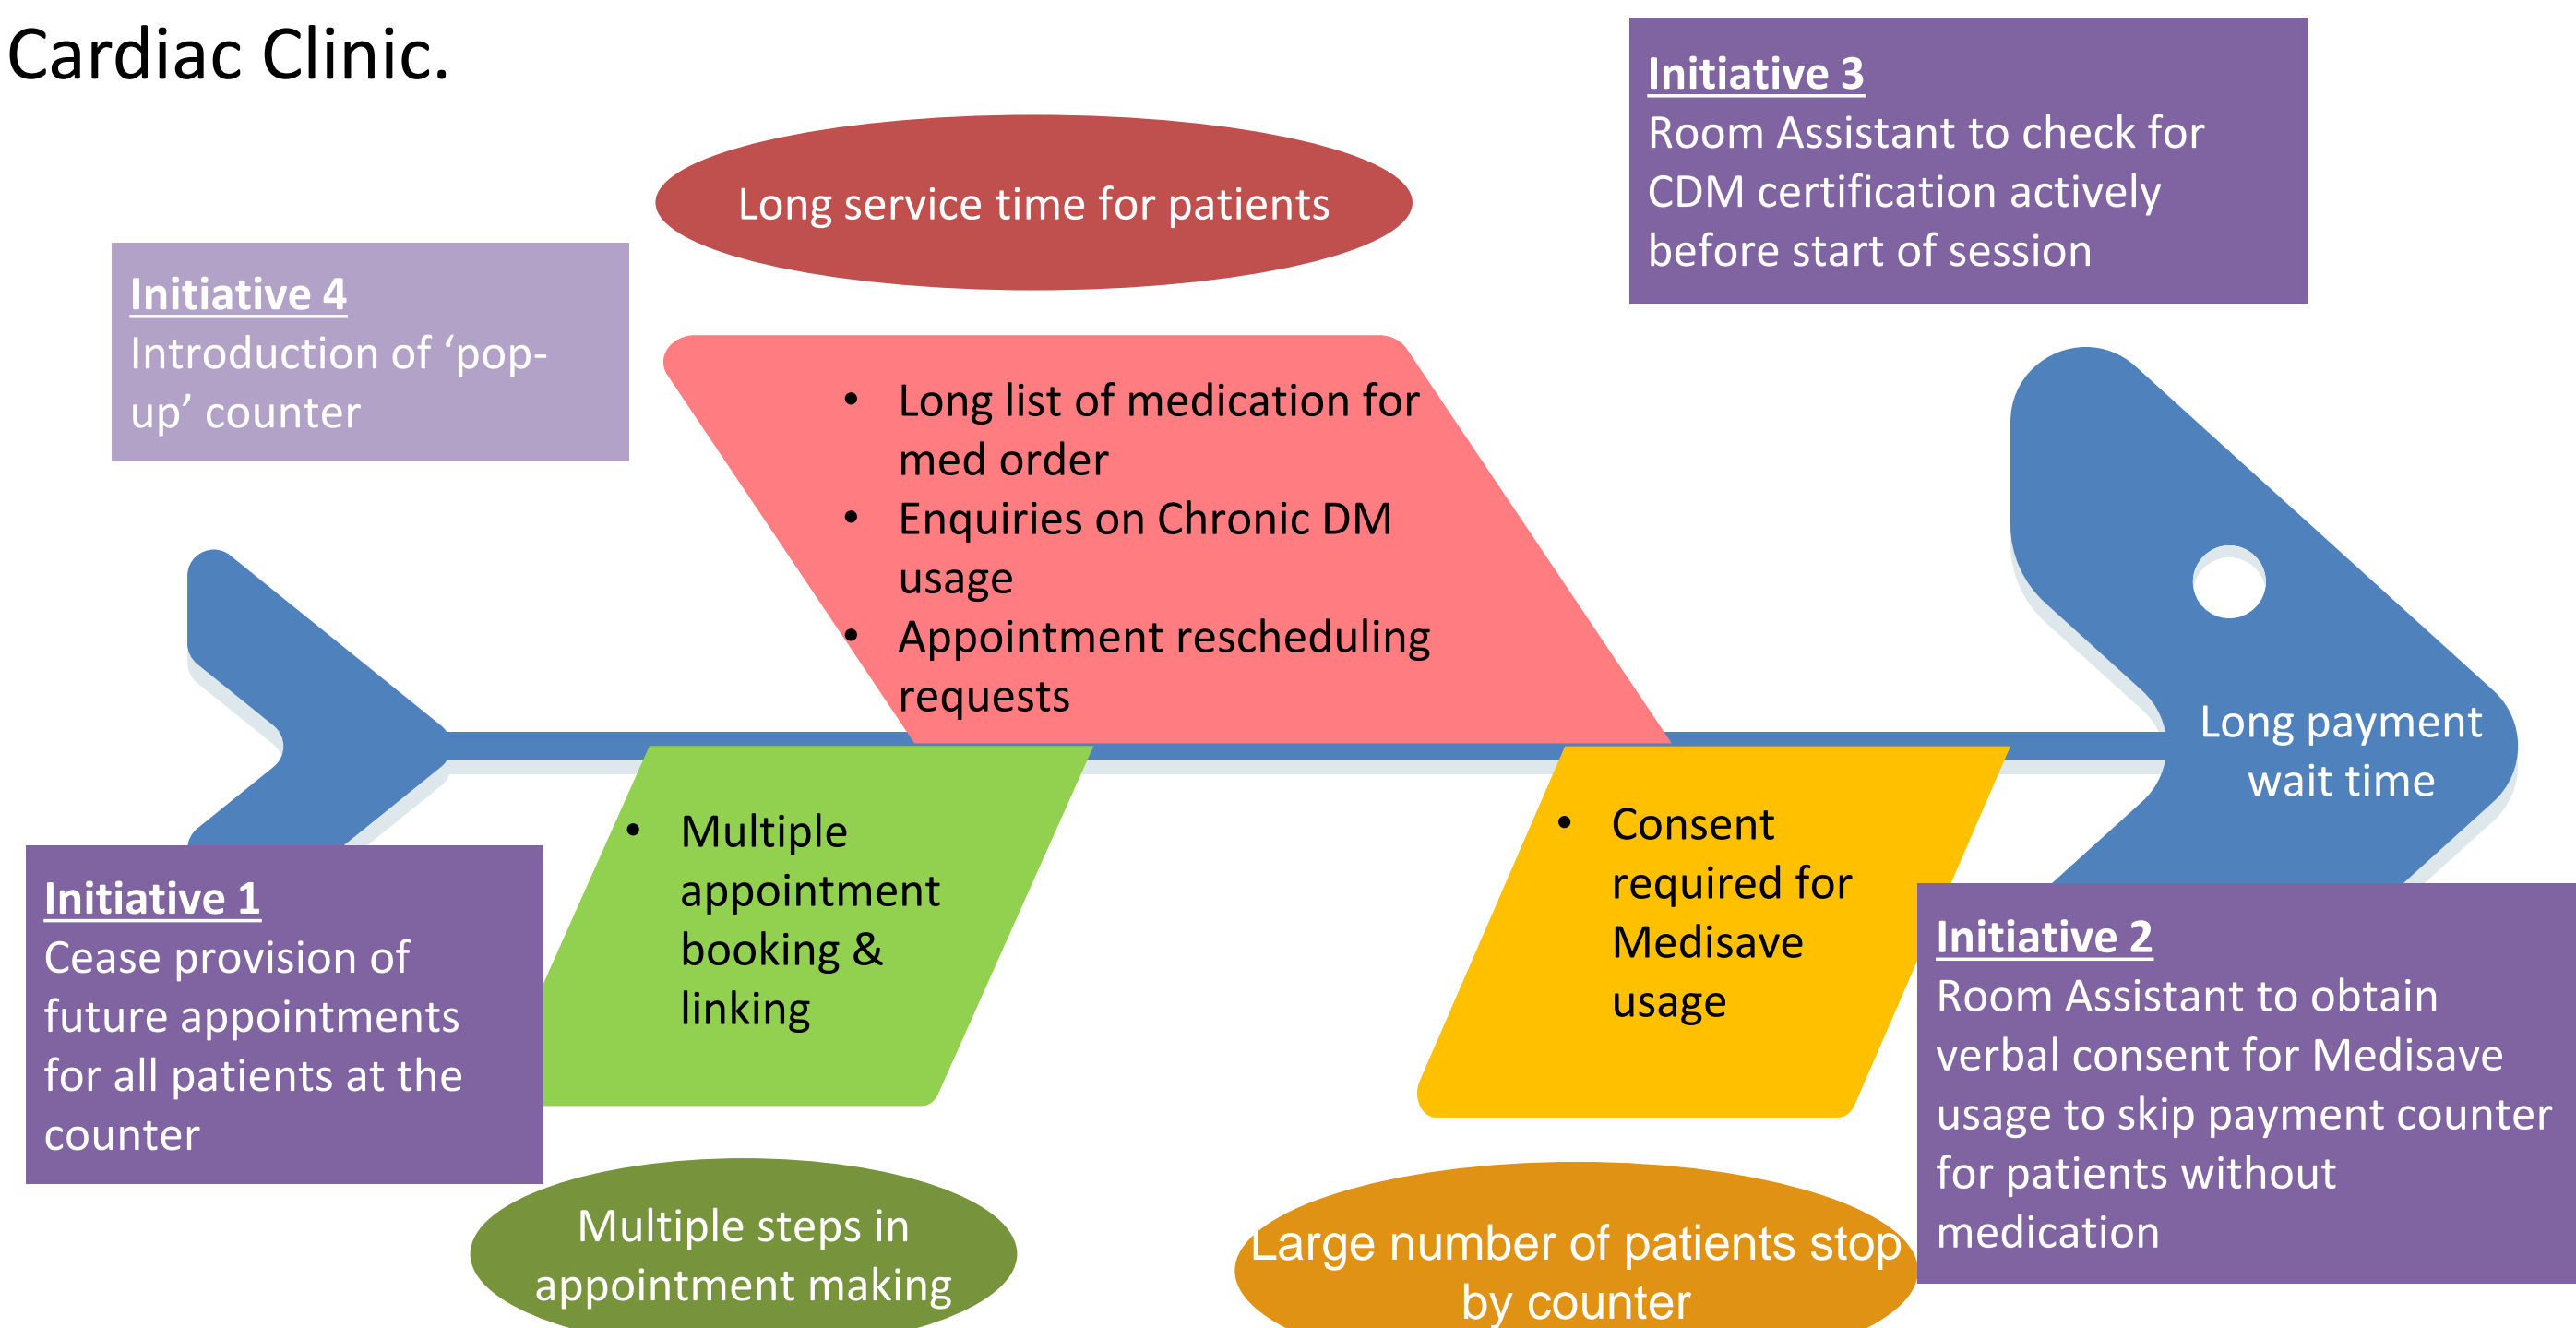 Cardiac Clinic.
Initiative 3
Room Assistant to check for
CDM certification actively
before start of session
Long service time for patients
Initiative 4
Introduction of ‘pop-
up’ counter
• Long list of medication for
med order
• Enquiries on Chronic DM
usage
• Appointment rescheduling
requests
Long payment
wait time
Initiative 1
Cease provision of
future appointments
for all patients at the
counter
• Multiple
appointment
booking &
linking
• Consent
required for
Medisave
usage
Initiative 2
Room Assistant to obtain
verbal consent for Medisave
usage to skip payment counter
for patients without
medication
Multiple steps in
appointment making
Large number of patients stop
by counter